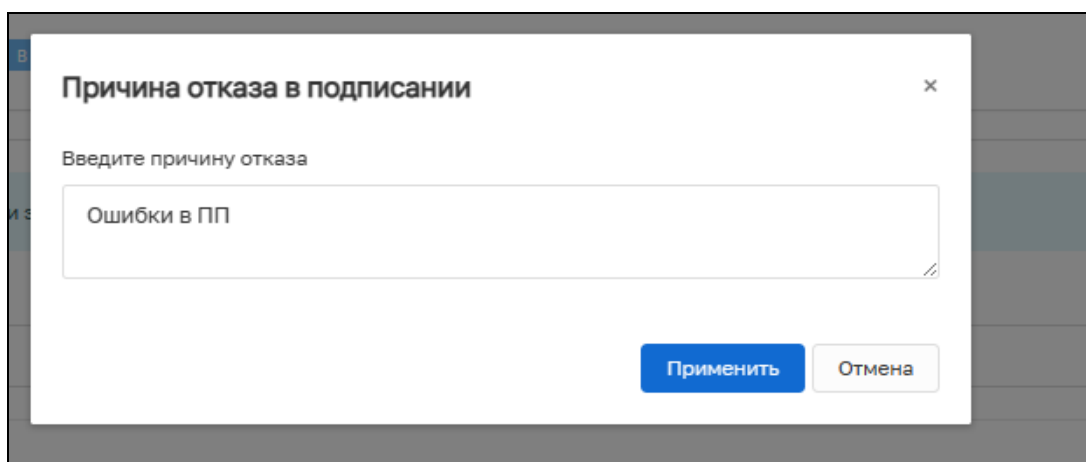 В
Причина отказа в подписании
×
Введите причину отказа
и з
Ошибки в ПП
Применить Отмена